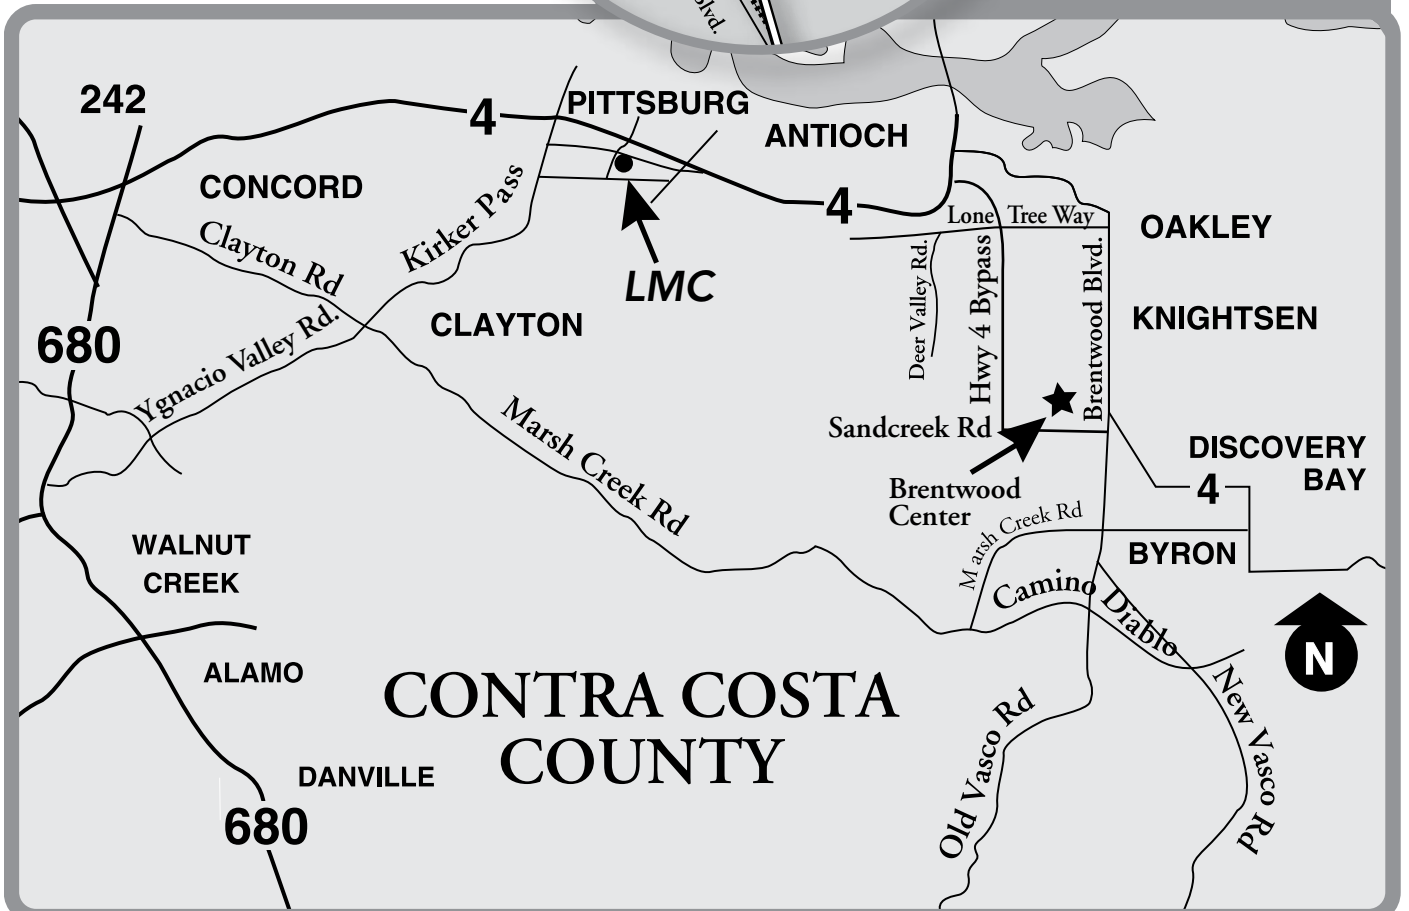 lvd.
242
4
PITTSBURG
ANTIOCH
CONCORD
Kirker Pass
4
Lone Tree Way
OAKLEY
Clayton Rd
LMC
Deer Valley Rd.
Hwy 4 Bypass
Brentwood Blvd.
KNIGHTSEN
CLAYTON
680
Ygnacio Valley Rd.
Marsh Creek Rd
Sandcreek Rd
DISCOVERY
BAY
4
Brentwood
Center
Marsh Creek Rd
BYRON
WALNUT
CREEK
Camino Diablo
N
ALAMO
CONTRA COSTA
COUNTY
New Vasco Rd
Old Vasco Rd
DANVILLE
680